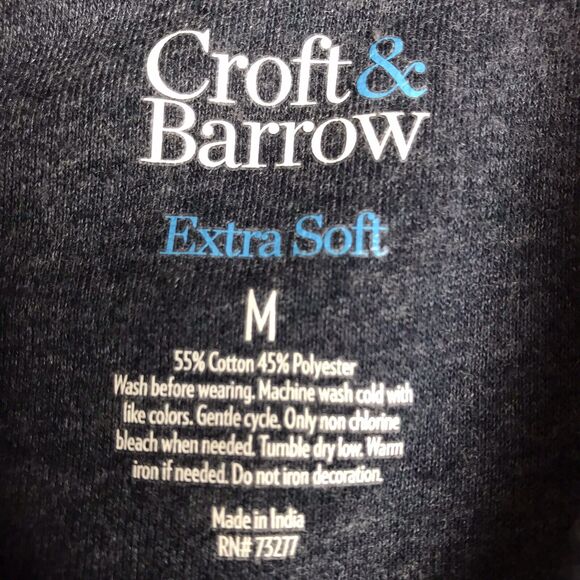 Croft&
Barrow
Extra Soft
M
55% Cotton 45% Polyester
Wash before wearing. Machine wash cold with
like colors. Gentle cycle. Only non chlorine
bleach when needed. Tumble dry low. Warm
iron if needed. Do not iron decoration.
Made in India
RN# 73277